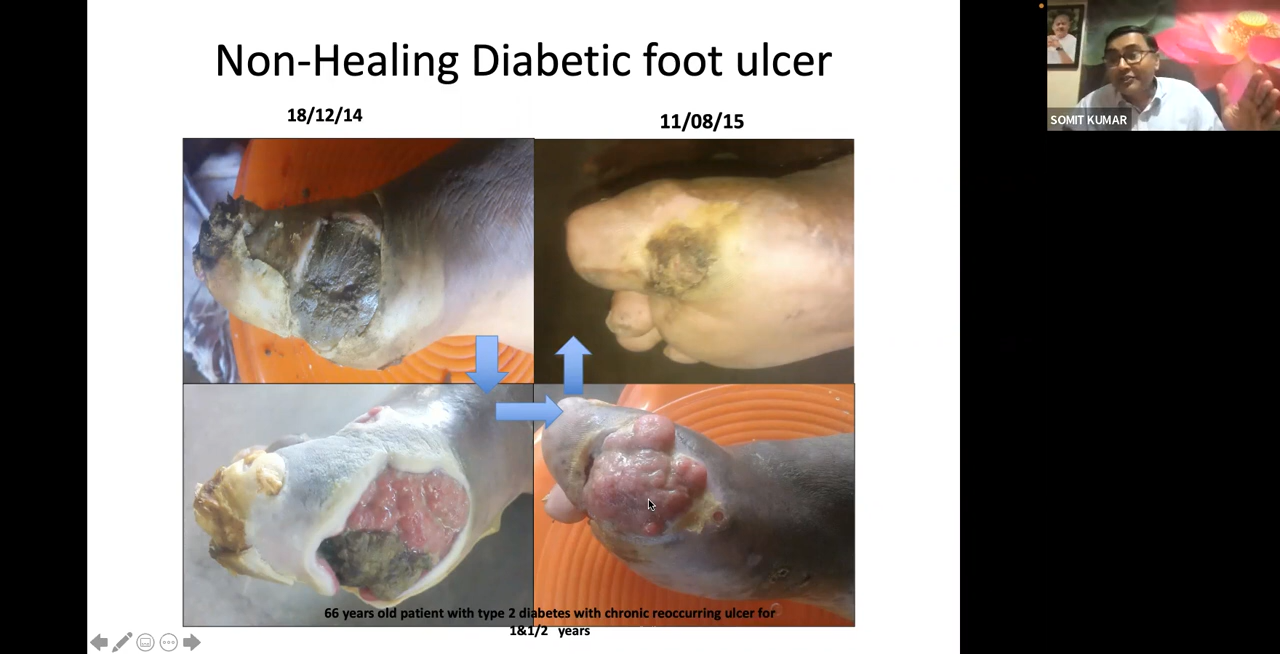 Non-Healing Diabetic foot ulcer
18/12/14
11/08/15
SOMIT KUMAR
66 years old patient with type 2 diabetes with chronic reoccurring ulcer for
1&1/2 years